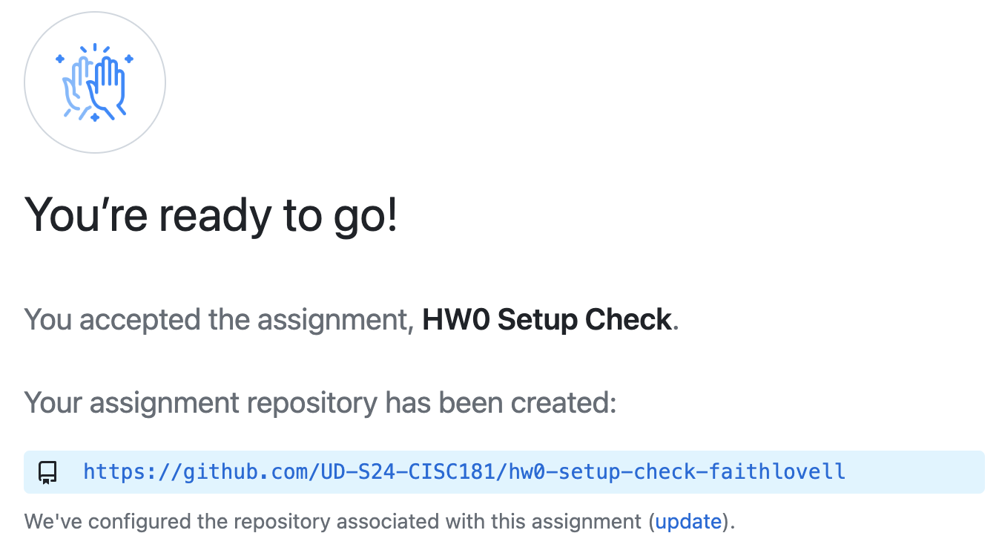 You’re ready to go!
You accepted the assignment, HW0 Setup Check.
Your assignment repository has been created:
https://github.com/UD-S24-CISC181/hw0-setup-check-faithlovell
We've configured the repository associated with this assignment (update).